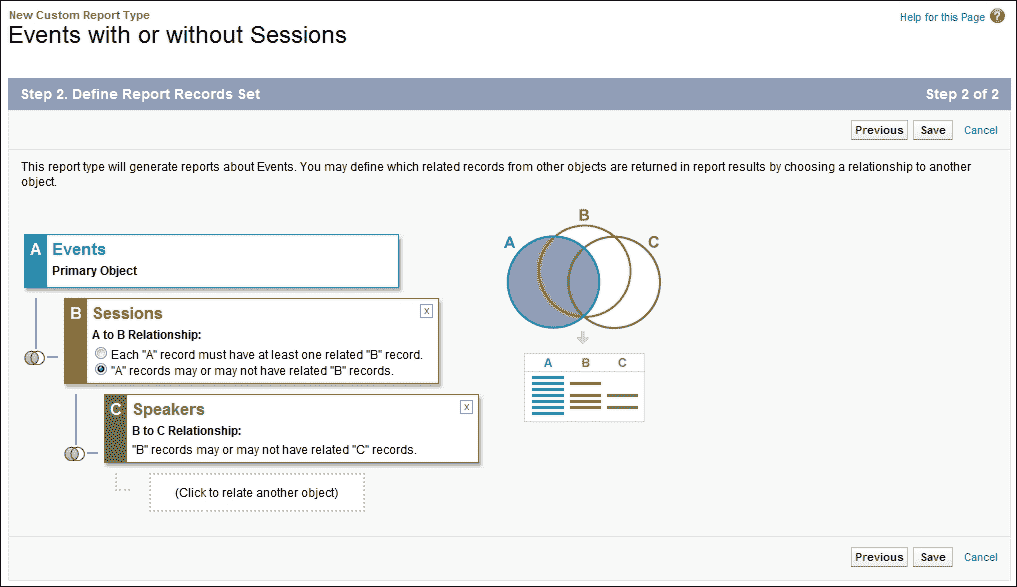 New Custom Report Type
Help for this Page ?
Events with or without Sessions
Step 2. Define Report Records Set
Step 2 of 2
Previous Save Cancel
This report type will generate reports about Events. You may define which related records from other objects are returned in report results by choosing a relationship to another
object.
A Events
Primary Object
B Sessions x
A to B Relationship:
Each "A" record must have at least one related "B" record.
"A" records may or may not have related "B" records.
C Speakers x
B to C Relationship:
"B" records may or may not have related "C" records.
(Click to relate another object)
B
A
C
A B C
Previous Save Cancel